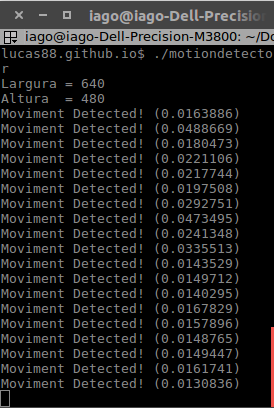 iago@iago-Dell-Precision
iago@iago-Dell-Precision-M3800: ~/Do
lucas88.github.io$ ./motiondetecto
r
Largura = 640
Altura  = 480
Moviment Detected! (0.0163886)
Moviment Detected! (0.0488669)
Moviment Detected! (0.0180473)
Moviment Detected! (0.0221106)
Moviment Detected! (0.0217744)
Moviment Detected! (0.0197508)
Moviment Detected! (0.0292751)
Moviment Detected! (0.0473495)
Moviment Detected! (0.0241348)
Moviment Detected! (0.0335513)
Moviment Detected! (0.0143529)
Moviment Detected! (0.0149712)
Moviment Detected! (0.0140295)
Moviment Detected! (0.0167829)
Moviment Detected! (0.0157896)
Moviment Detected! (0.0148765)
Moviment Detected! (0.0149447)
Moviment Detected! (0.0161741)
Moviment Detected! (0.0130836)